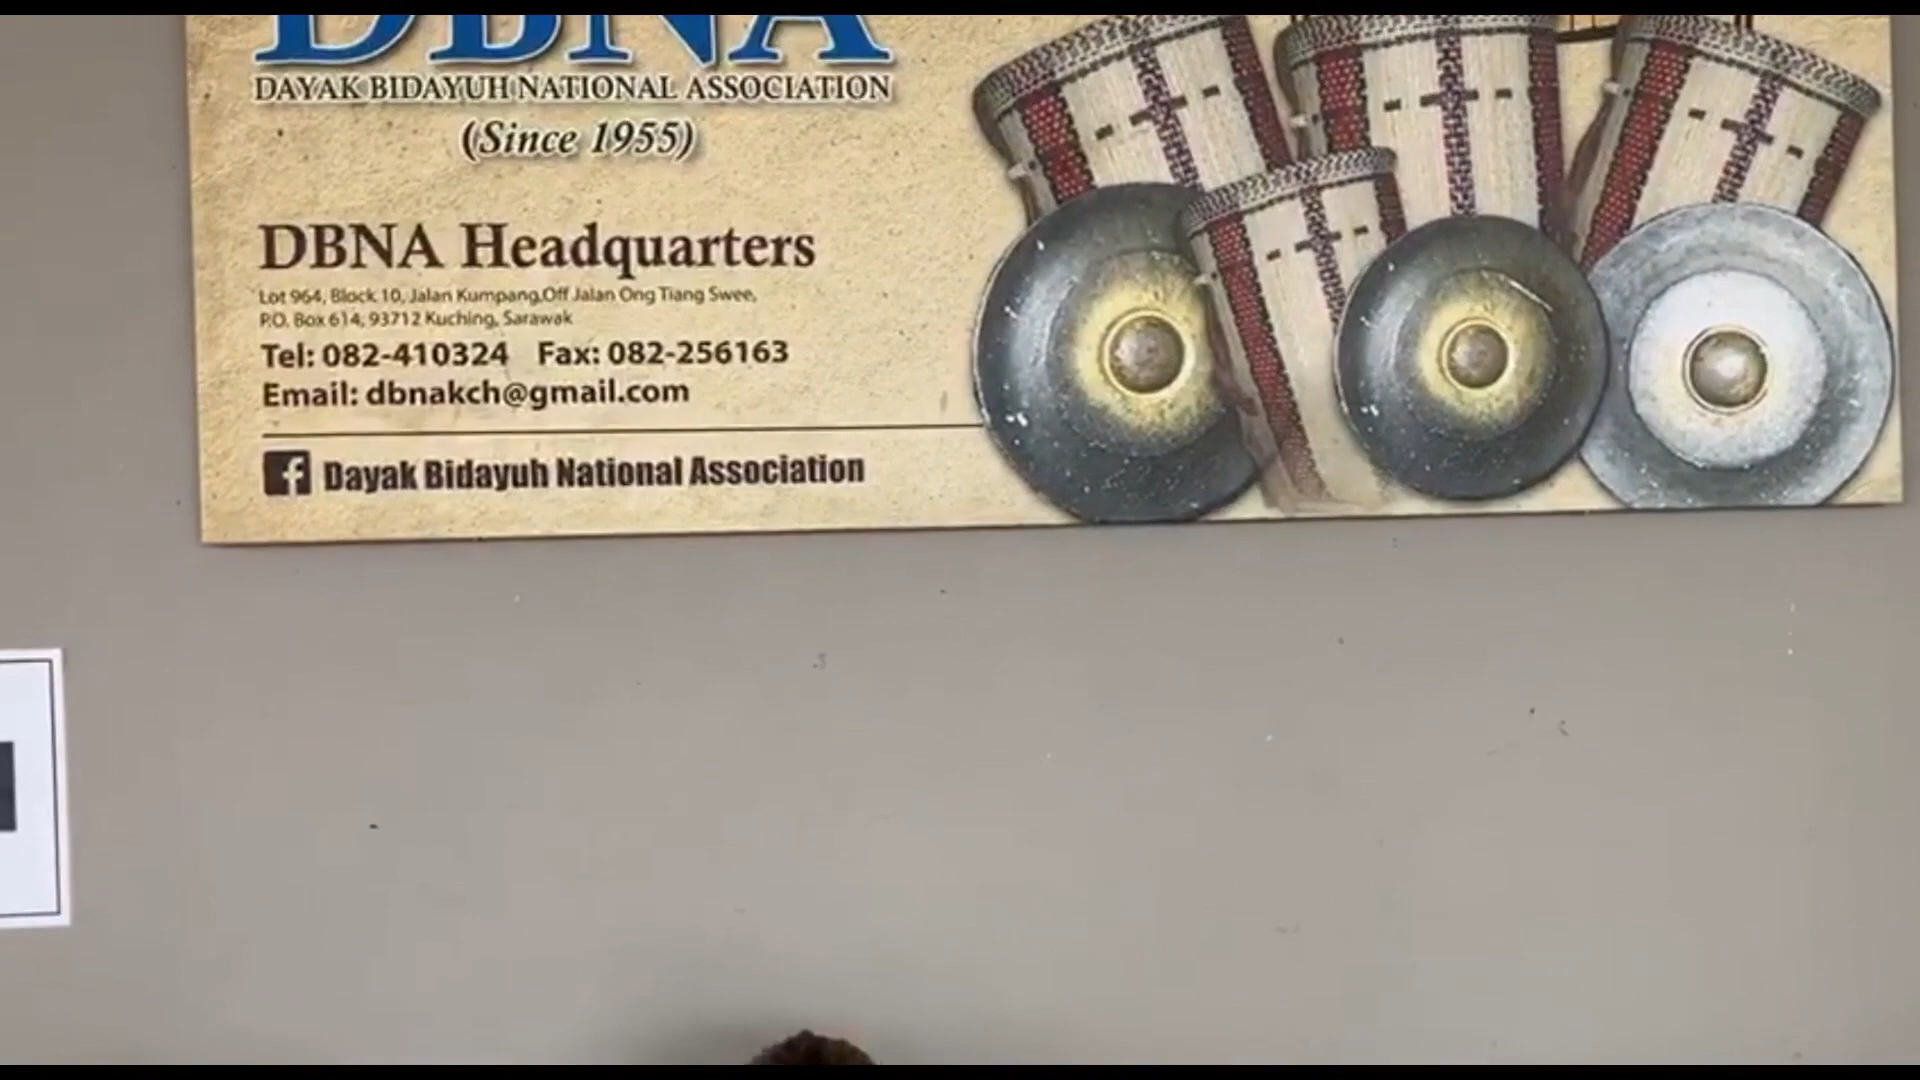 DBNA
DAYAK BIDAYUH NATIONAL ASSOCIATION
(Since 1955)
DBNA Headquarters
Lot 964, Block 10, Jalan Kumpang,Off Jalan Ong Tiang Swee,
P.O. Box 614, 93712 Kuching, Sarawak
Tel: 082-410324 Fax: 082-256163
Email: dbnakch@gmail.com
f Dayak Bidayuh National Association